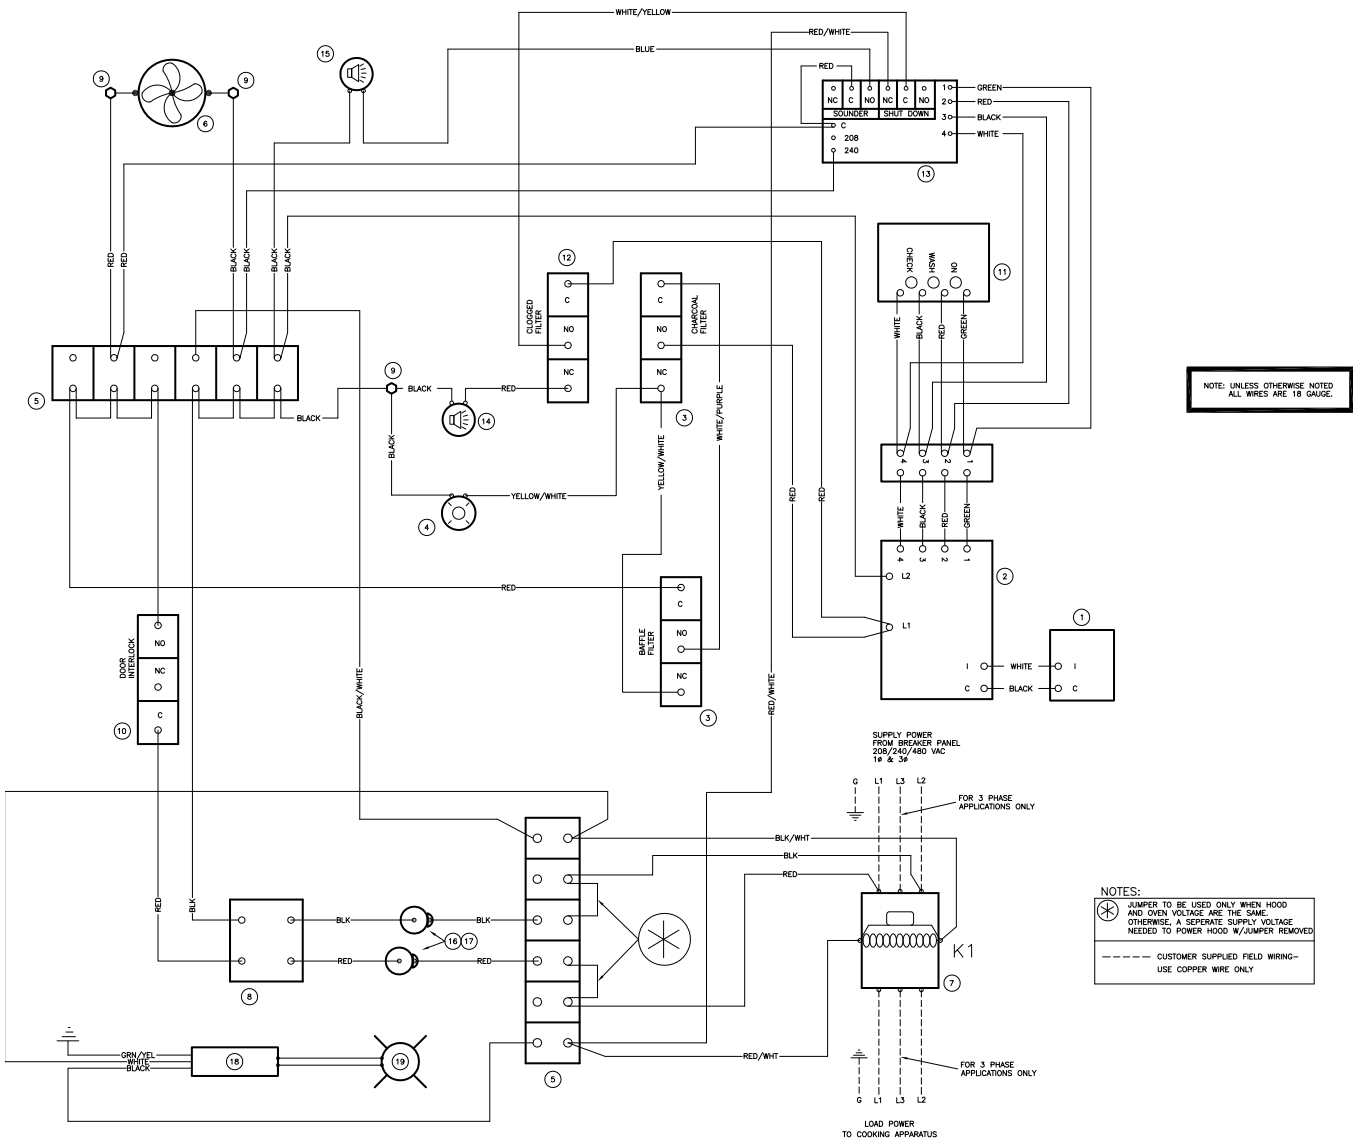 WHITE/YELLOW
RED/WHITE
BLUE
15
9
9
6
RED
NC C NO NC C NO
SOUNDER SHUT DOWN
C
208
240
1 GREEN
2 RED
3 BLACK
4 WHITE
13
RED
RED
BLACK
BLACK
BLACK
BLACK
12
CLOGGED
FILTER
C
NO
NC
CHARCOAL
FILTER
C
NO
NC
3
CHECK
WASH
ON
11
WHITE
BLACK
RED
GREEN
NOTE: UNLESS OTHERWISE NOTED
ALL WIRES ARE 18 GAUGE.
5
BLACK
9
BLACK
RED
14
BLACK
YELLOW/WHITE
4
YELLOW/WHITE
WHITE/PURPLE
RED
RED
4 3 2 1
WHITE
BLACK
RED
GREEN
4 3 2 1
2
L2
L1
I WHITE I
C BLACK C
1
RED
BAFFLE
FILTER
C
NO
NC
3
DOOR
INTERLOCK
NO
NC
C
10
BLACK/WHITE
RED/WHITE
SUPPLY POWER
FROM BREAKER PANEL
208/240/480 VAC
1ø & 3ø
G L1 L3 L2
FOR 3 PHASE
APPLICATIONS ONLY
BLK/WHT
BLK
RED
RED
BLK
BLK
BLK
16 17
RED
RED
8
K1
7
NOTES:
JUMPER TO BE USED ONLY WHEN HOOD
AND OVEN VOLTAGE ARE THE SAME.
OTHERWISE, A SEPERATE SUPPLY VOLTAGE
NEEDED TO POWER HOOD W/JUMPER REMOVED
CUSTOMER SUPPLIED FIELD WIRING-
USE COPPER WIRE ONLY
GRN/YEL
WHITE
BLACK
18
19
5
RED/WHT
FOR 3 PHASE
APPLICATIONS ONLY
G L1 L3 L2
LOAD POWER
TO COOKING APPARATUS